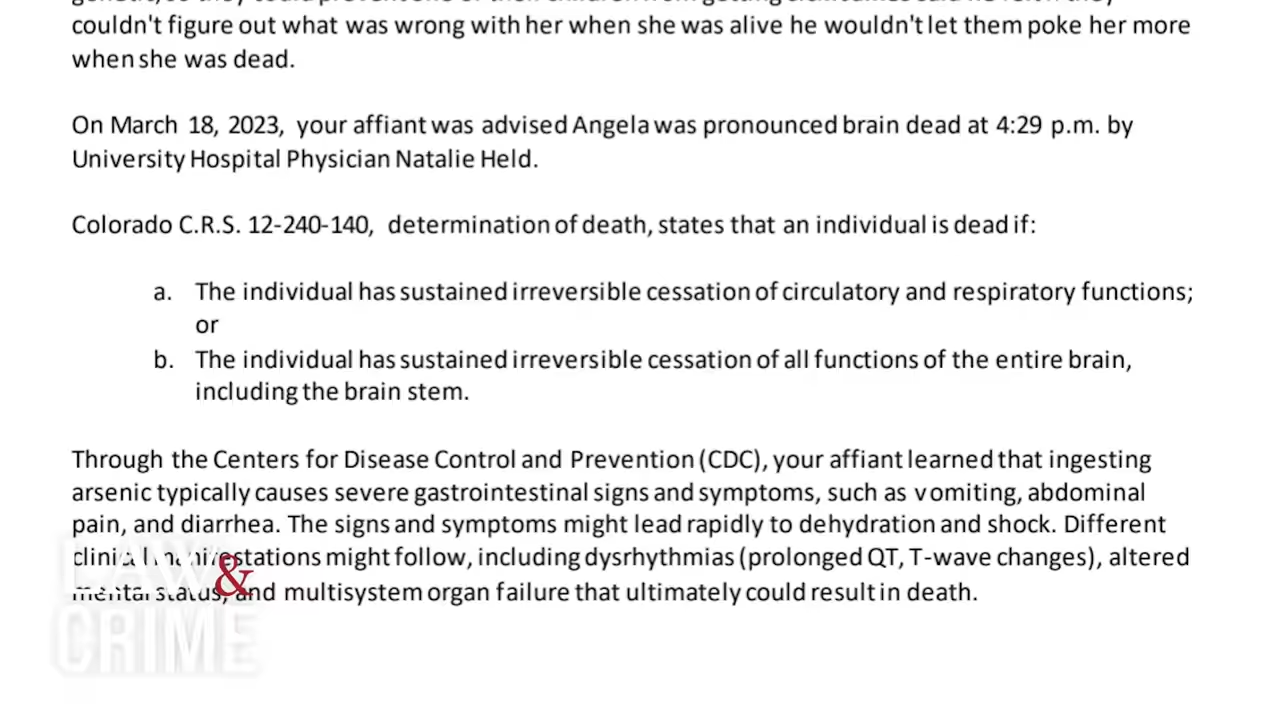 couldn't figure out what was wrong with her when she was alive he wouldn't let them poke her more
when she was dead.
On March 18, 2023, your affiant was advised Angela was pronounced brain dead at 4:29 p.m. by
University Hospital Physician Natalie Held.
Colorado C.R.S. 12-240-140, determination of death, states that an individual is dead if:
a. The individual has sustained irreversible cessation of circulatory and respiratory functions;
or
b. The individual has sustained irreversible cessation of all functions of the entire brain,
including the brain stem.
Through the Centers for Disease Control and Prevention (CDC), your affiant learned that ingesting
arsenic typically causes severe gastrointestinal signs and symptoms, such as vomiting, abdominal
pain, and diarrhea. The signs and symptoms might lead rapidly to dehydration and shock. Different
clinical manifestations might follow, including dysrhythmias (prolonged QT, T-wave changes), altered
mental status, and multisystem organ failure that ultimately could result in death.
LAW
&
CRIME